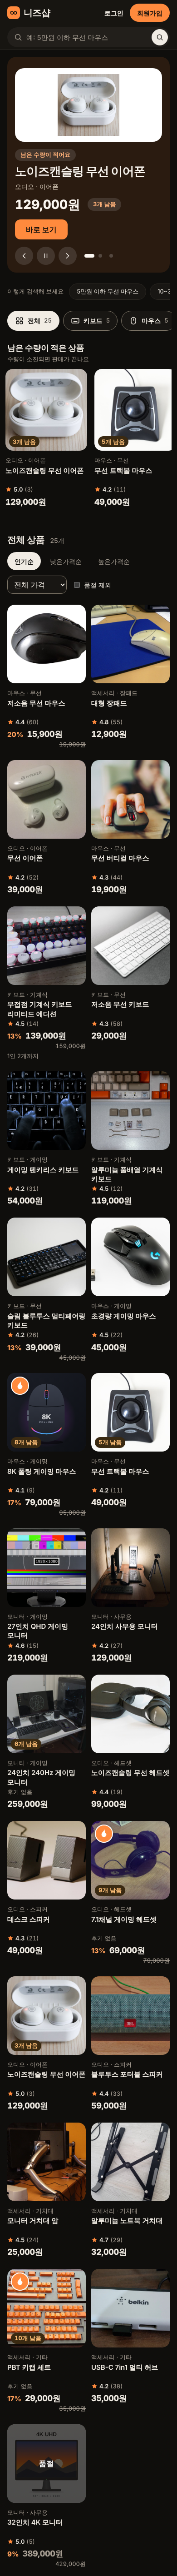 니즈샵
로그인
회원가입
예: 5만원 이하 무선 마우스
남은 수량이 적어요
노이즈캔슬링 무선 이어폰
오디오 · 이어폰
129,000원
3개 남음
바로 보기
이렇게 검색해 보세요
5만원 이하 무선 마우스
전체 25
키보드 5
마우스 5
남은 수량이 적은 상품
수량이 소진되면 판매가 끝나요
3개 남음
오디오 · 이어폰
노이즈캔슬링 무선 이어폰
★ 5.0 (3)
129,000원
5개 남음
마우스 · 무선
무선 트랙볼 마우스
★ 4.2 (11)
49,000원
전체 상품 25개
인기순
낮은가격순
높은가격순
전체 가격
품절 제외
마우스 · 무선
저소음 무선 마우스
★ 4.4 (60)
20% 15,900원
19,900원
액세서리 · 장패드
대형 장패드
★ 4.8 (55)
12,900원
오디오 · 이어폰
무선 이어폰
★ 4.2 (52)
39,000원
마우스 · 무선
무선 버티컬 마우스
★ 4.3 (44)
19,900원
키보드 · 기계식
무접점 기계식 키보드
리미티드 에디션
★ 4.5 (14)
13% 139,000원
159,000원
1인 2개까지
키보드 · 무선
저소음 무선 키보드
★ 4.3 (58)
29,000원
키보드 · 게이밍
게이밍 텐키리스 키보드
★ 4.2 (31)
54,000원
키보드 · 기계식
알루미늄 풀배열 기계식
키보드
★ 4.5 (12)
119,000원
키보드 · 무선
슬림 블루투스 멀티페어링
키보드
★ 4.2 (26)
13% 39,000원
45,000원
마우스 · 게이밍
초경량 게이밍 마우스
★ 4.5 (22)
45,000원
8K
8개 남음
마우스 · 게이밍
8K 폴링 게이밍 마우스
★ 4.1 (9)
17% 79,000원
95,000원
5개 남음
마우스 · 무선
무선 트랙볼 마우스
★ 4.2 (11)
49,000원
모니터 · 게이밍
27인치 QHD 게이밍
모니터
★ 4.6 (15)
219,000원
모니터 · 사무용
24인치 사무용 모니터
★ 4.2 (27)
129,000원
6개 남음
모니터 · 게이밍
24인치 240Hz 게이밍
모니터
후기 없음
259,000원
오디오 · 헤드셋
노이즈캔슬링 무선 헤드셋
★ 4.4 (19)
99,000원
오디오 · 스피커
데스크 스피커
★ 4.3 (21)
49,000원
9개 남음
오디오 · 헤드셋
7.1채널 게이밍 헤드셋
후기 없음
13% 69,000원
79,000원
3개 남음
오디오 · 이어폰
노이즈캔슬링 무선 이어폰
★ 5.0 (3)
129,000원
JBL
오디오 · 스피커
블루투스 포터블 스피커
★ 4.4 (33)
59,000원
액세서리 · 거치대
모니터 거치대 암
★ 4.5 (24)
25,000원
액세서리 · 거치대
알루미늄 노트북 거치대
★ 4.7 (29)
32,000원
10개 남음
액세서리 · 기타
PBT 키캡 세트
후기 없음
17% 29,000원
35,000원
belkin
액세서리 · 기타
USB-C 7in1 멀티 허브
★ 4.2 (38)
35,000원
4K UHD
품절
모니터 · 사무용
32인치 4K 모니터
★ 5.0 (5)
9% 389,000원
429,000원